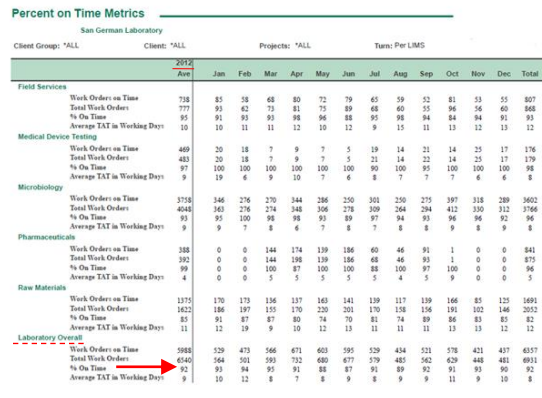 Percent on Time Metrics
San German Laboratory
Client Group: *ALL Client: *ALL Projects: *ALL Turn: Per LIMS
2012
Ave Jan Feb Mar Apr May Jun Jul Aug Sep Oct Nov Dec Total
Field Services
Work Orders on Time 738 85 58 68 80 72 79 65 59 52 81 53 55 807
Total Work Orders 777 93 62 73 81 75 89 68 60 55 96 56 60 868
% On Time 95 91 93 93 98 96 88 95 98 94 84 94 91 93
Average TAT in Working Days 10 10 11 11 12 10 12 9 15 11 13 12 13 12
Medical Device Testing
Work Orders on Time 469 20 18 7 9 7 5 19 14 21 14 25 17 176
Total Work Orders 483 20 18 7 9 7 5 21 14 22 14 25 17 179
% On Time 97 100 100 100 100 100 100 90 100 95 100 100 100 98
Average TAT in Working Days 9 19 6 9 10 7 6 8 7 7 7 6 6 8
Microbiology
Work Orders on Time 3758 346 276 270 344 286 250 301 250 275 397 318 289 3602
Total Work Orders 4048 363 276 274 348 306 278 309 264 294 412 330 312 3766
% On Time 93 95 100 98 98 93 89 97 94 93 96 96 92 96
Average TAT in Working Days 9 9 7 8 6 7 8 7 8 8 9 8 9 8
Pharmaceuticals
Work Orders on Time 388 0 0 144 174 139 186 60 46 91 1 0 0 841
Total Work Orders 392 0 0 144 198 139 186 68 46 93 1 0 0 875
% On Time 99 0 0 100 87 100 100 88 100 97 100 0 0 96
Average TAT in Working Days 4 0 0 5 5 5 5 5 4 5 9 0 0 5
Raw Materials
Work Orders on Time 1375 170 173 136 137 163 141 139 117 139 166 85 125 1691
Total Work Orders 1622 186 197 155 170 220 201 170 158 156 191 102 146 2052
% On Time 85 91 87 87 80 74 70 81 74 89 86 83 85 82
Average TAT in Working Days 11 12 19 9 10 12 13 11 11 11 13 13 12 12
Laboratory Overall
Work Orders on Time 5988 529 473 566 671 603 595 529 434 521 578 421 437 6357
Total Work Orders 6540 564 501 593 732 680 677 579 485 562 629 448 481 6931
% On Time 92 93 94 95 91 88 87 91 89 92 91 93 90 92
Average TAT in Working Days 9 10 12 8 7 8 9 8 9 9 11 9 10 8